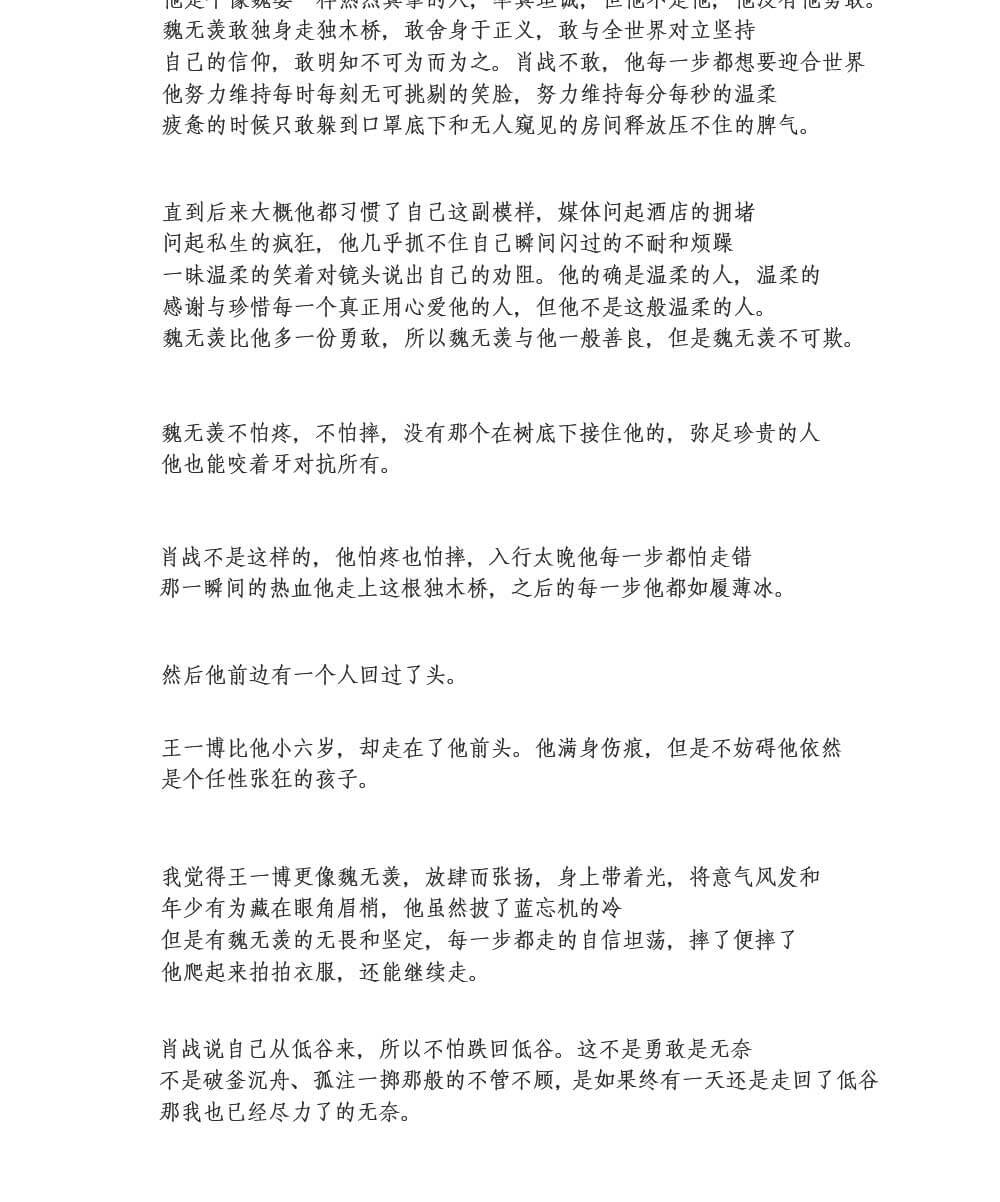 魏无羡敢独身走独木桥，敢舍身于正义，敢与全世界对立坚持
自己的信仰，敢明知不可为而为之。肖战不敢，他每一步都想要迎合世界
他努力维持每时每刻无可挑剔的笑脸，努力维持每分每秒的温柔
疲惫的时候只敢躲到口罩底下和无人窥见的房间释放压不住的脾气。
直到后来大概他都习惯了自己这副模样，媒体问起酒店的拥堵
问起私生的疯狂，他几乎抓不住自己瞬间闪过的不耐和烦躁
一昧温柔的笑着对镜头说出自己的劝阻。他的确是温柔的人，温柔的
感谢与珍惜每一个真正用心爱他的人，但他不是这般温柔的人。
魏无羡比他多一份勇敢，所以魏无羡与他一般善良，但是魏无羡不可欺。
魏无羡不怕疼，不怕摔，没有那个在树底下接住他的，弥足珍贵的人
他也能咬着牙对抗所有。
肖战不是这样的，他怕疼也怕摔，入行太晚他每一步都怕走错
那一瞬间的热血他走上这根独木桥，之后的每一步他都如履薄冰。
然后他前边有一个人回过了头。
王一博比他小六岁，却走在了他前头。他满身伤痕，但是不妨碍他依然
是个任性张狂的孩子。
我觉得王一博更像魏无羡，放肆而张扬，身上带着光，将意气风发和
年少有为藏在眼角眉梢，他虽然披了蓝忘机的冷
但是有魏无羡的无畏和坚定，每一步都走的自信坦荡，摔了便摔了
他爬起来拍拍衣服，还能继续走。
肖战说自己从低谷来，所以不怕跌回低谷。这不是勇敢是无奈
不是破釜沉舟、孤注一掷那般的不管不顾，是如果终有一天还是走回了低谷
那我也已经尽力了的无奈。